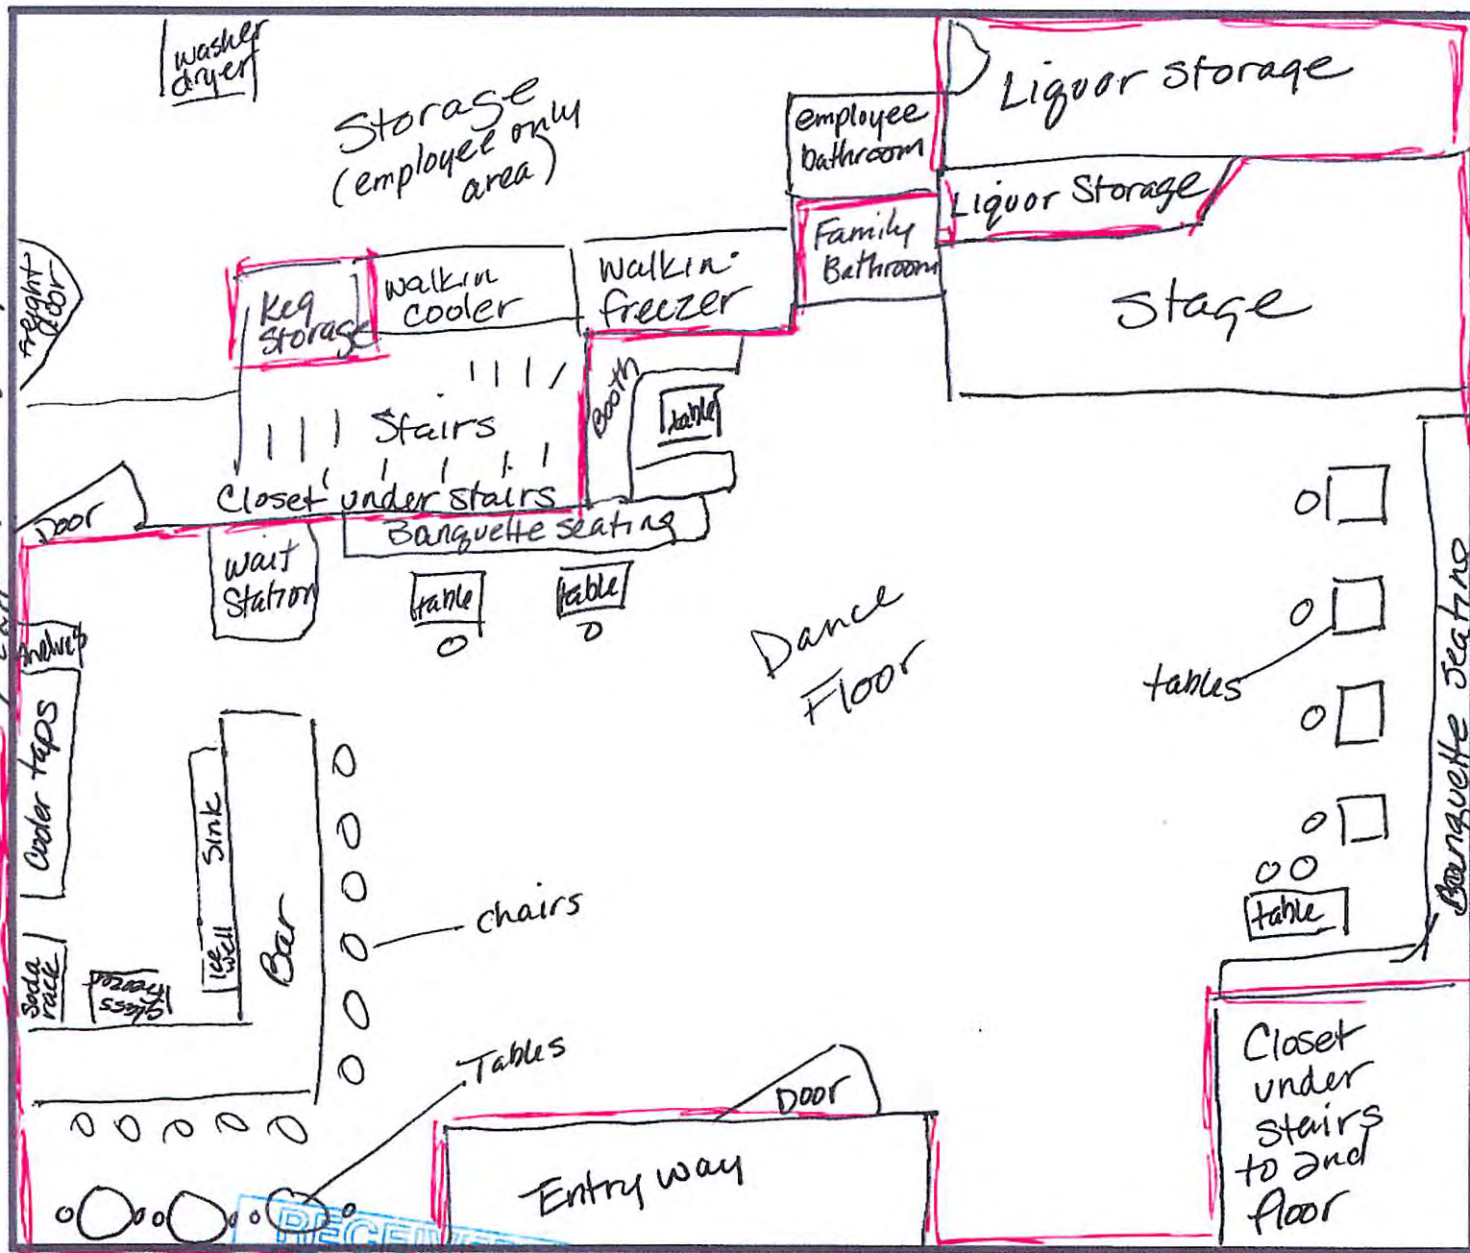 washer
dryer
Storage
(employee only
area)
employee
bathroom
Liquor Storage
Liquor Storage
Family
Bathroom
Stage
Freight
door
Keg
Storage
walkin
cooler
Walkin
freezer
Stairs
Booth
table
Closet under stairs
Door
Banquette seating
wait
Station
table
table
Dance
Floor
tables
Banquette Seating
Shelves
Cooler taps
Sink
Ice
well
Bar
chairs
Soda
rack
glass
table
Tables
Door
Entry way
Closet
under
stairs
to 2nd
floor
RECEIVED